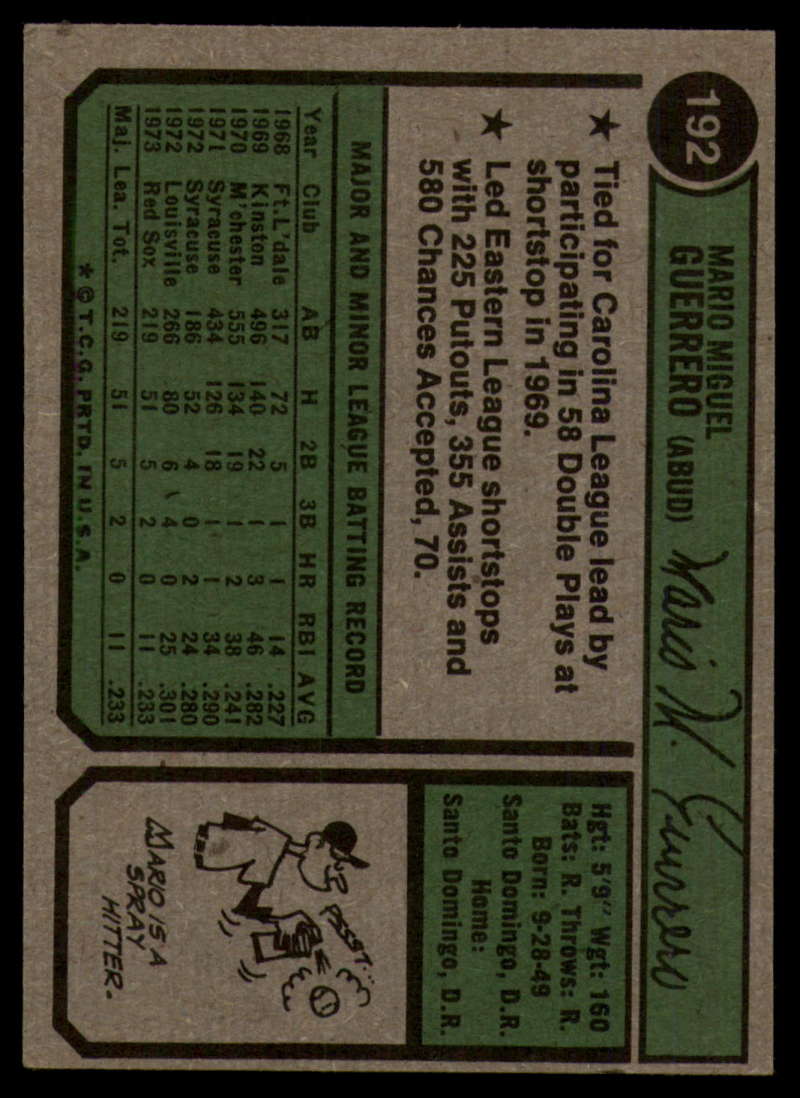 192
MARIO MIGUEL
GUERRERO (ABUD)
Mario M. Guerrero
★ Tied for Carolina League lead by
participating in 58 Double Plays at
shortstop in 1969.
★ Led Eastern League shortstops
with 225 Putouts, 355 Assists and
580 Chances Accepted, 70.
MAJOR AND MINOR LEAGUE BATTING RECORD
Year Club AB H 2B 3B HR RBI AVG
1968 Ft.L'dale 317 72 5 1 1 14 .227
1969 Kinston 496 140 22 1 3 46 .282
1970 M'chester 555 134 19 1 2 38 .241
1971 Syracuse 434 126 18 1 1 34 .290
1972 Syracuse 186 52 4 0 2 24 .280
1972 Louisville 266 80 6 4 0 25 .301
1973 Red Sox 219 51 5 2 0 11 .233
Maj. Lea. Tot. 219 51 5 2 0 11 .233
* © T.C.G. PRTD. IN U.S.A.
Hgt: 5'9" Wgt: 160
Bats: R. Throws: R.
Born: 9-28-49
Santo Domingo, D.R.
Home:
Santo Domingo, D.R.
PSST...
MARIO IS A
SPRAY
HITTER.